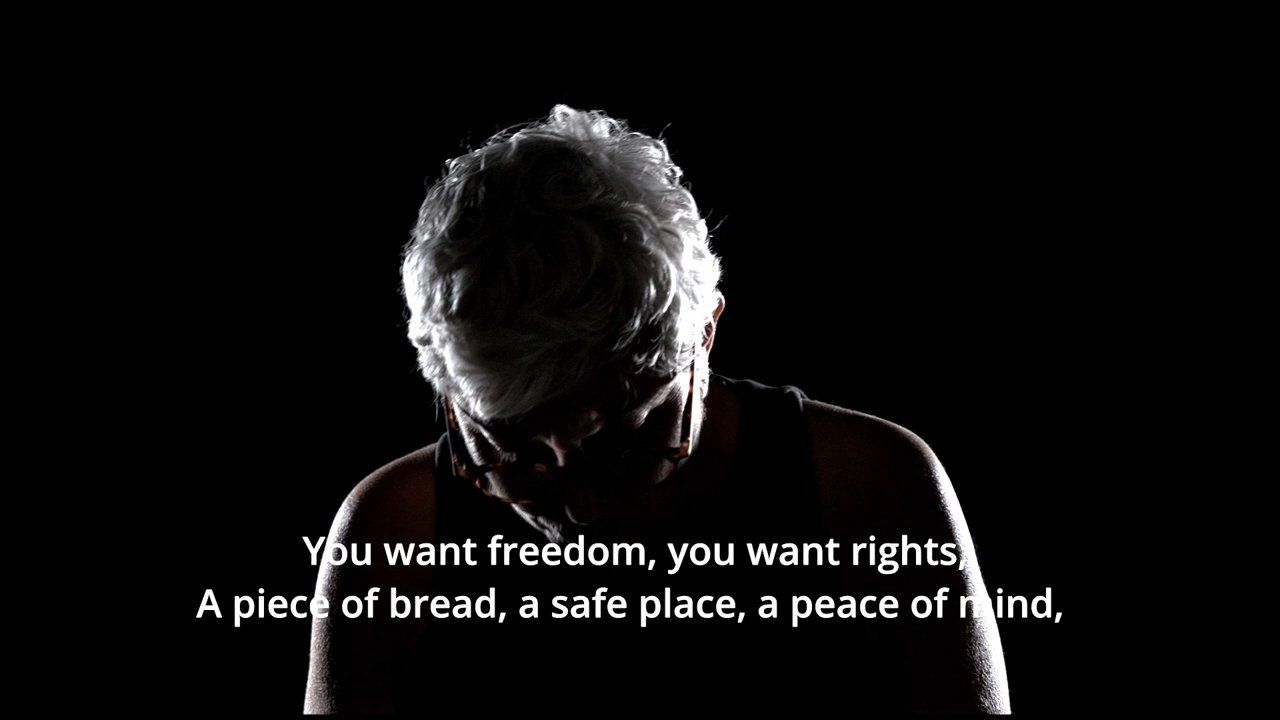 You want freedom, you want rights,
A piece of bread, a safe place, a peace of mind,